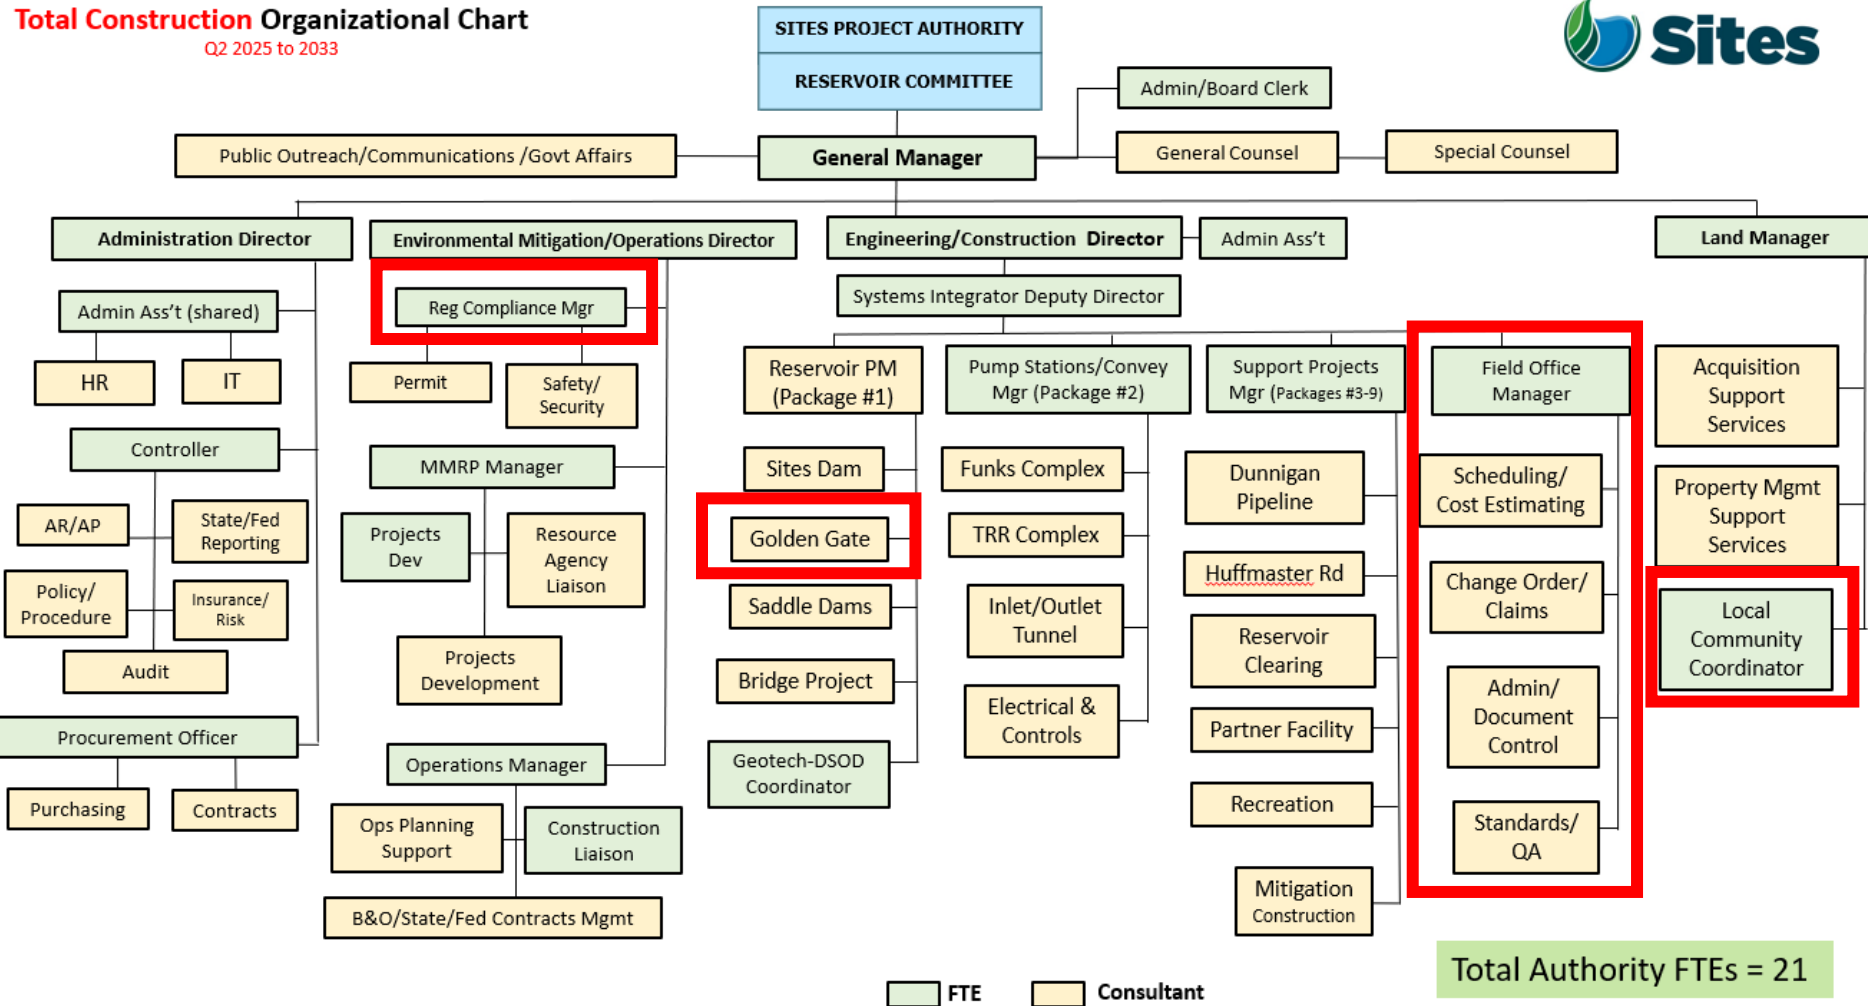 Total Construction Organizational Chart
Q2 2025 to 2033
SITES PROJECT AUTHORITY
RESERVOIR COMMITTEE
Sites
Admin/Board Clerk
Public Outreach/Communications /Govt Affairs
General Manager
General Counsel
Special Counsel
Administration Director
Environmental Mitigation/Operations Director
Engineering/Construction Director
Admin Ass't
Land Manager
Admin Ass't (shared)
HR
IT
Controller
AR/AP
State/Fed
Reporting
Policy/
Procedure
Insurance/
Risk
Audit
Procurement Officer
Purchasing
Contracts
Reg Compliance Mgr
Permit
Safety/
Security
MMRP Manager
Projects
Dev
Resource
Agency
Liaison
Projects
Development
Operations Manager
Ops Planning
Support
Construction
Liaison
B&O/State/Fed Contracts Mgmt
Systems Integrator Deputy Director
Reservoir PM
(Package #1)
Sites Dam
Golden Gate
Saddle Dams
Bridge Project
Geotech-DSOD
Coordinator
Pump Stations/Convey
Mgr (Package #2)
Funks Complex
TRR Complex
Inlet/Outlet
Tunnel
Electrical &
Controls
Support Projects
Mgr (Packages #3-9)
Dunnigan
Pipeline
Huffmaster Rd
Reservoir
Clearing
Partner Facility
Recreation
Mitigation
Construction
Field Office
Manager
Scheduling/
Cost Estimating
Change Order/
Claims
Admin/
Document
Control
Standards/
QA
Acquisition
Support
Services
Property Mgmt
Support
Services
Local
Community
Coordinator
Total Authority FTEs = 21
FTE
Consultant